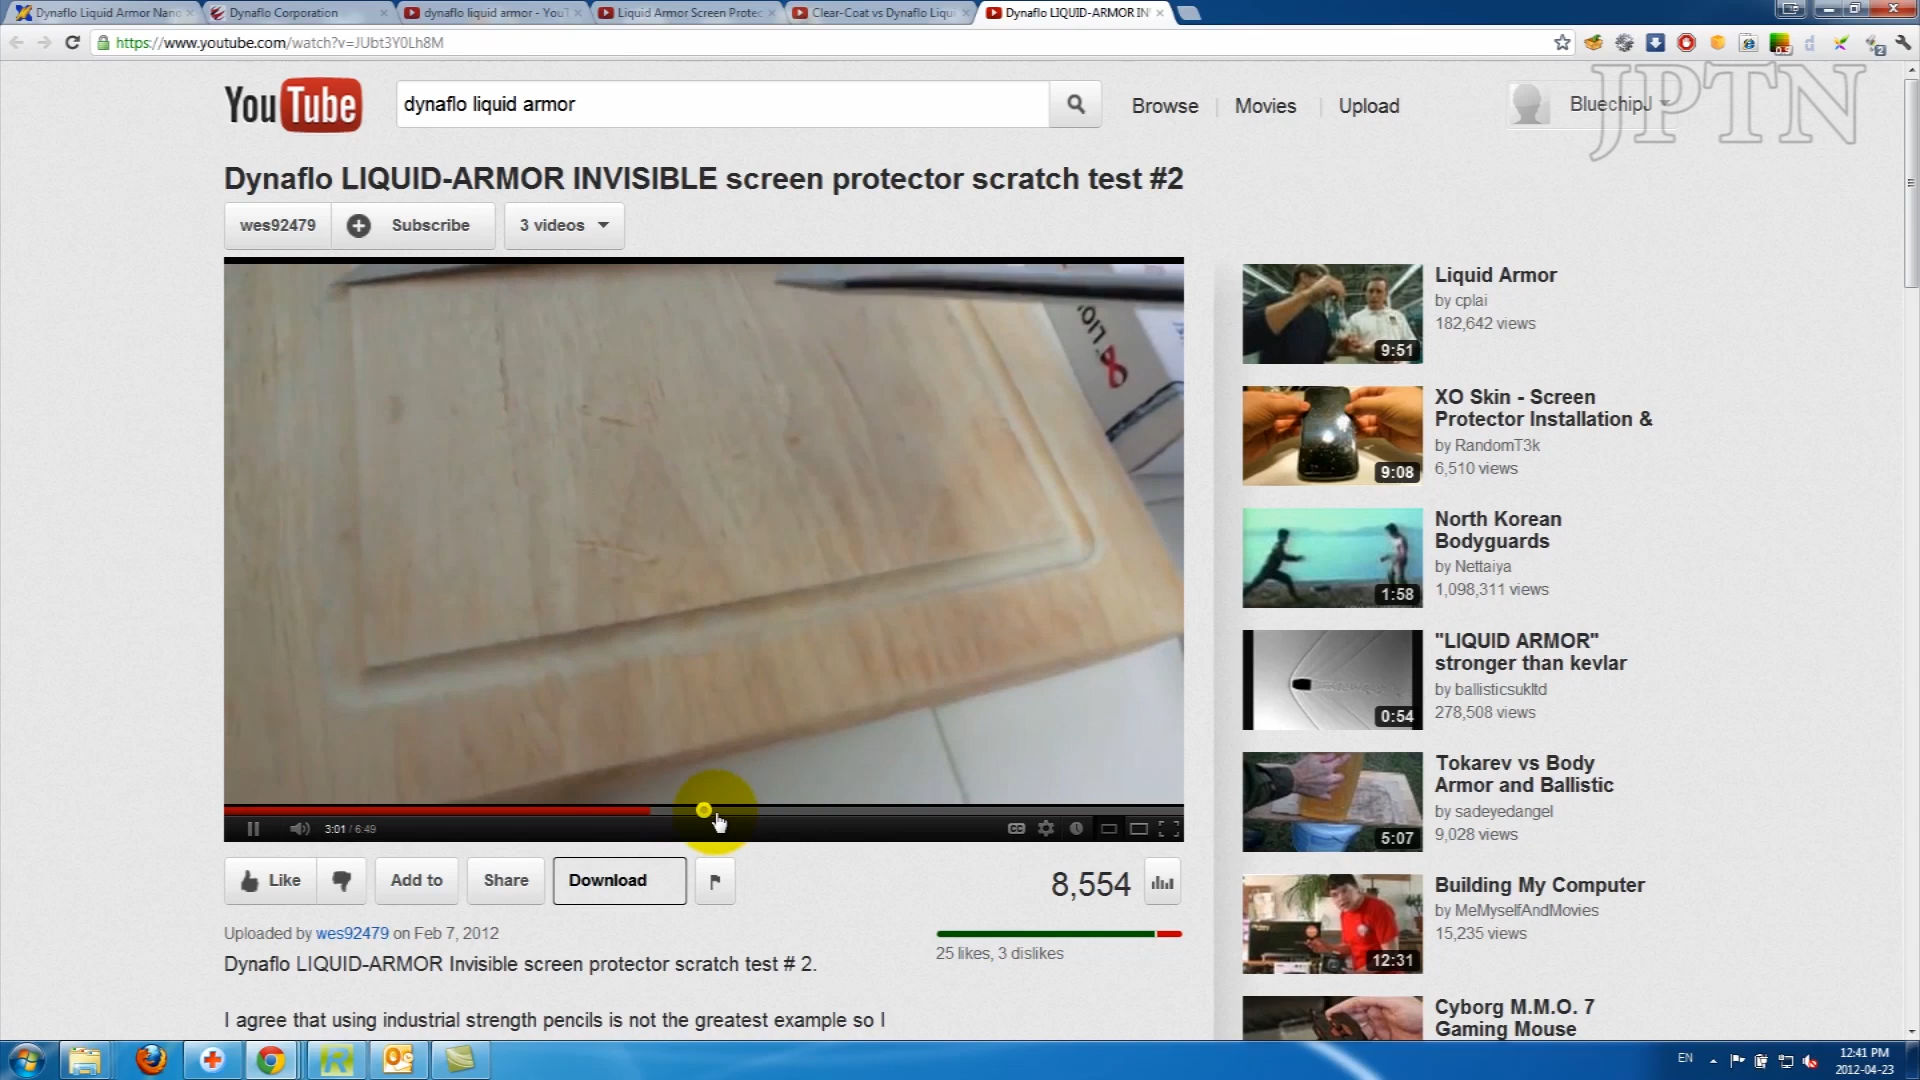 Dynaflo Liquid Armor Nano
Dynaflo Corporation
dynaflo liquid armor - YouT
Liquid Armor Screen Protec
Clear-Coat vs Dynaflo Liqui
Dynaflo LIQUID-ARMOR IN
https://www.youtube.com/watch?v=JUbt3Y0Lh8M
JPTN
YouTube
dynaflo liquid armor
Browse
Movies
Upload
BluechipJ
Dynaflo LIQUID-ARMOR INVISIBLE screen protector scratch test #2
wes92479
Subscribe
3 videos
3:01 / 6:49
CC
Like
Add to
Share
Download
8,554
Uploaded by wes92479 on Feb 7, 2012
25 likes, 3 dislikes
Dynaflo LIQUID-ARMOR Invisible screen protector scratch test # 2.
I agree that using industrial strength pencils is not the greatest example so I
Liquid Armor
by cplai
182,642 views
9:51
XO Skin - Screen
Protector Installation &
by RandomT3k
6,510 views
9:08
North Korean
Bodyguards
by Nettaiya
1,098,311 views
1:58
"LIQUID ARMOR"
stronger than kevlar
by ballisticsukltd
278,508 views
0:54
Tokarev vs Body
Armor and Ballistic
by sadeyedangel
9,028 views
5:07
Building My Computer
by MeMyselfAndMovies
15,235 views
12:31
Cyborg M.M.O. 7
Gaming Mouse
EN
12:41 PM
2012-04-23